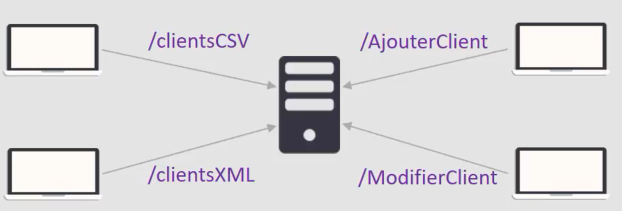 /clientsCSV
/AjouterClient
/clientsXML
/ModifierClient